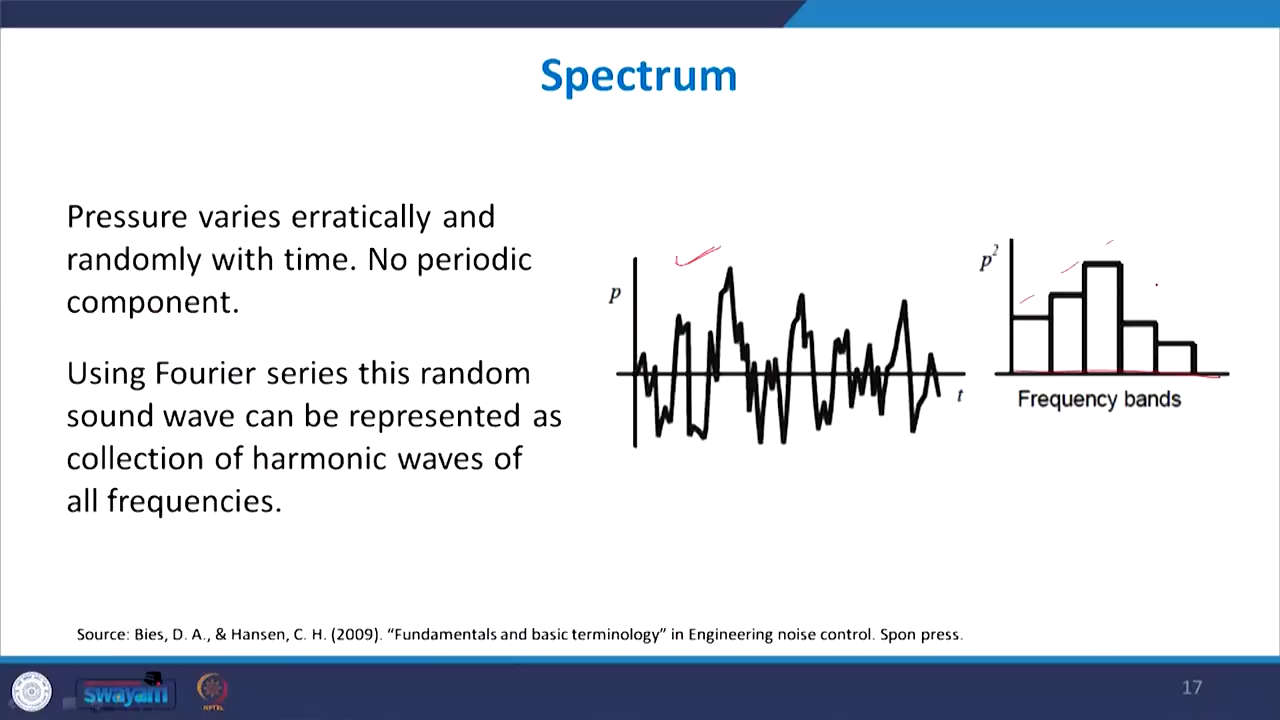 Spectrum
Pressure varies erratically and
randomly with time. No periodic
component.
Using Fourier series this random
sound wave can be represented as
collection of harmonic waves of
all frequencies.
p
t
p²
Frequency bands
Source: Bies, D. A., & Hansen, C. H. (2009). “Fundamentals and basic terminology” in Engineering noise control. Spon press.
swayam
NPTEL
17